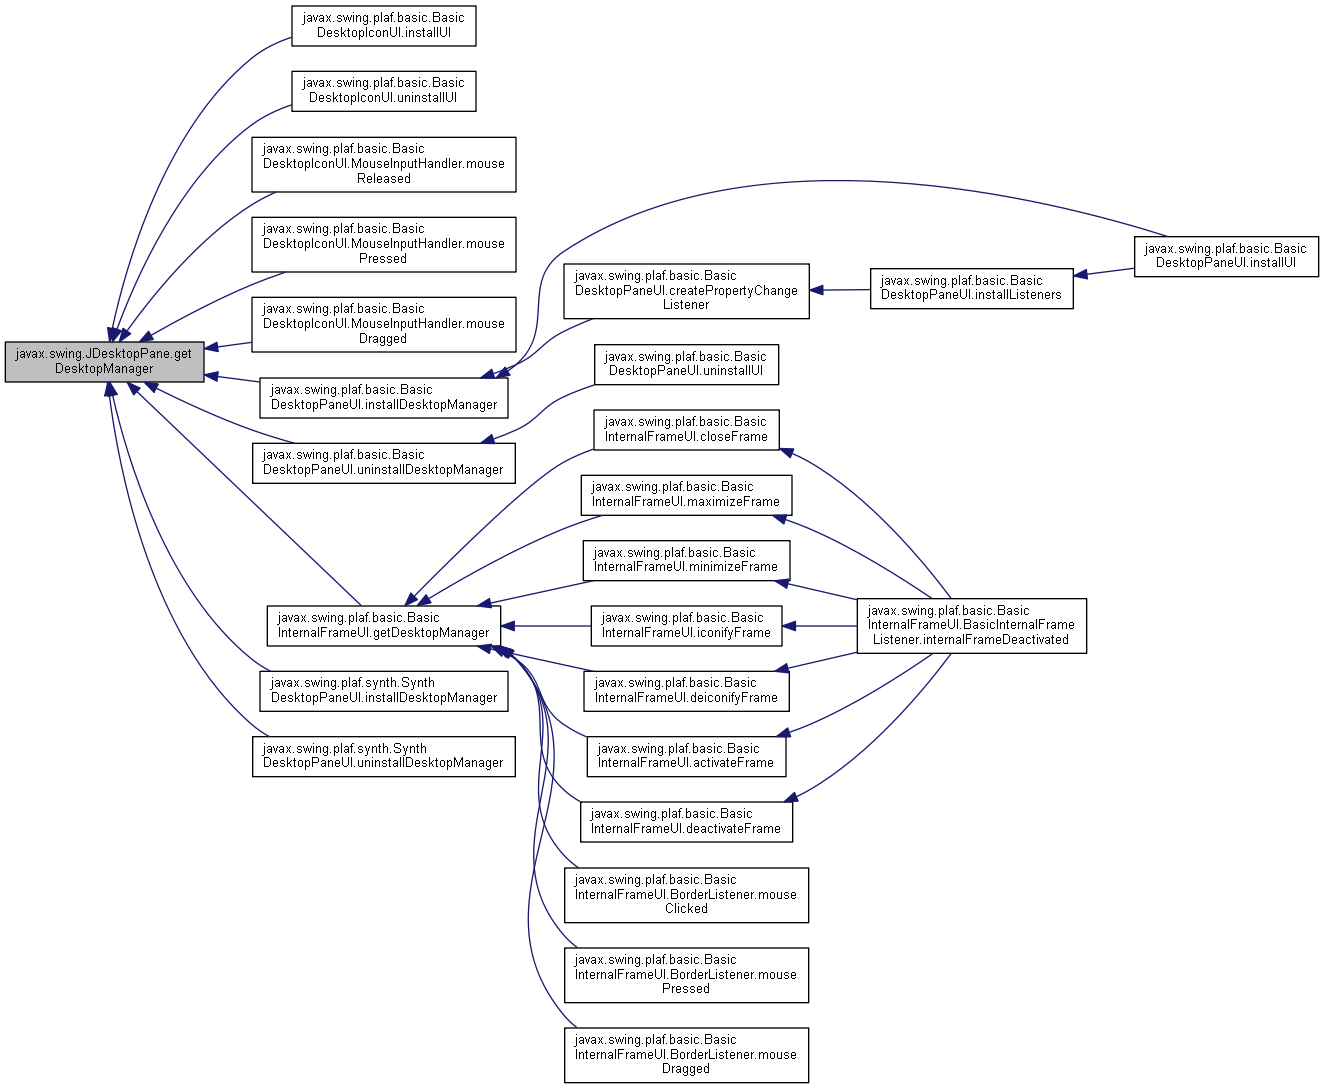 javax.swing.plaf.basic.Basic
DesktopIconUI.installUI
javax.swing.plaf.basic.Basic
DesktopIconUI.uninstallUI
javax.swing.plaf.basic.Basic
DesktopIconUI.MouseInputHandler.mouse
Released
javax.swing.plaf.basic.Basic
DesktopIconUI.MouseInputHandler.mouse
Pressed
javax.swing.plaf.basic.Basic
DesktopIconUI.MouseInputHandler.mouse
Dragged
javax.swing.JDesktopPane.get
DesktopManager
javax.swing.plaf.basic.Basic
DesktopPaneUI.installDesktopManager
javax.swing.plaf.basic.Basic
DesktopPaneUI.uninstallDesktopManager
javax.swing.plaf.basic.Basic
InternalFrameUI.getDesktopManager
javax.swing.plaf.synth.Synth
DesktopPaneUI.installDesktopManager
javax.swing.plaf.synth.Synth
DesktopPaneUI.uninstallDesktopManager
javax.swing.plaf.basic.Basic
DesktopPaneUI.createPropertyChange
Listener
javax.swing.plaf.basic.Basic
DesktopPaneUI.uninstallUI
javax.swing.plaf.basic.Basic
InternalFrameUI.closeFrame
javax.swing.plaf.basic.Basic
InternalFrameUI.maximizeFrame
javax.swing.plaf.basic.Basic
InternalFrameUI.minimizeFrame
javax.swing.plaf.basic.Basic
InternalFrameUI.iconifyFrame
javax.swing.plaf.basic.Basic
InternalFrameUI.deiconifyFrame
javax.swing.plaf.basic.Basic
InternalFrameUI.activateFrame
javax.swing.plaf.basic.Basic
InternalFrameUI.deactivateFrame
javax.swing.plaf.basic.Basic
InternalFrameUI.BorderListener.mouse
Clicked
javax.swing.plaf.basic.Basic
InternalFrameUI.BorderListener.mouse
Pressed
javax.swing.plaf.basic.Basic
InternalFrameUI.BorderListener.mouse
Dragged
javax.swing.plaf.basic.Basic
DesktopPaneUI.installListeners
javax.swing.plaf.basic.Basic
DesktopPaneUI.installUI
javax.swing.plaf.basic.Basic
InternalFrameUI.BasicInternalFrame
Listener.internalFrameDeactivated